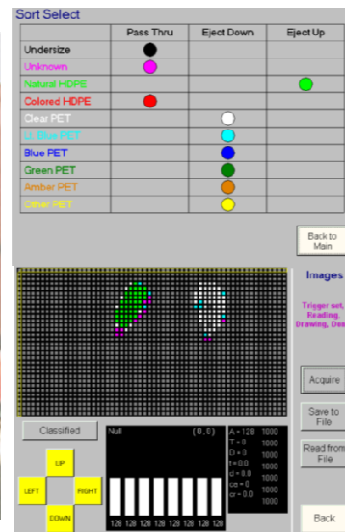 Sort Select
Pass Thru Eject Down Eject Up
Undersize
Unknown
Natural HDPE
Colored HDPE
Clear PET
Lt. Blue PET
Blue PET
Green PET
Amber PET
Other PET
Back to
Main
Images
Trigger set,
Reading,
Drawing, Done
Acquire
Classified
Save to
File
Read from
File
UP
LEFT RIGHT
DOWN
Null (0,0)
A = 128 1000
T = 0 1000
D = 0 1000
t = 0.0 1000
d = 0.0 1000
ce = 0 1000
cr = 0.0 1000
1000
128 128 128 128 128 128 128 128
Back